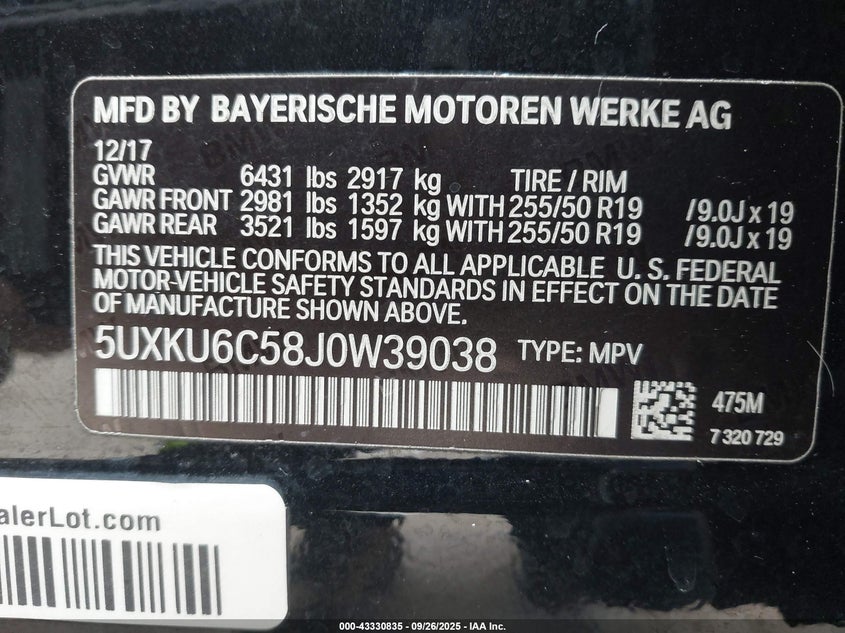 MFD BY BAYERISCHE MOTOREN WERKE AG
12/17
GVWR 6431 lbs 2917 kg TIRE / RIM
GAWR FRONT 2981 lbs 1352 kg WITH 255/50 R19 /9.0J x 19
GAWR REAR 3521 lbs 1597 kg WITH 255/50 R19 /9.0J x 19
THIS VEHICLE CONFORMS TO ALL APPLICABLE U. S. FEDERAL
MOTOR-VEHICLE SAFETY STANDARDS IN EFFECT ON THE DATE
OF MANUFACTURE SHOWN ABOVE.
5UXKU6C58J0W39038 TYPE: MPV
475M
7 320 729
alerLot.com
000-43330835 - 09/26/2025 - IAA Inc.